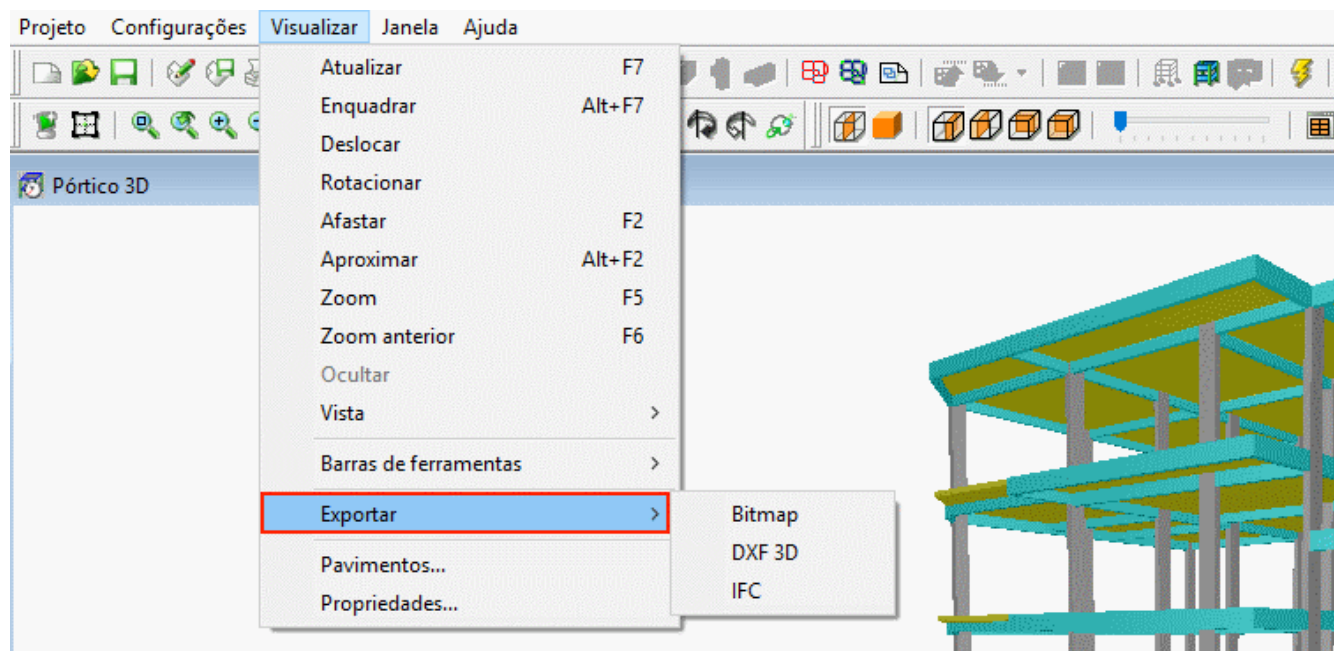 Projeto Configurações Visualizar Janela Ajuda
Atualizar F7
Enquadrar Alt+F7
Deslocar
Pórtico 3D
Rotacionar
Afastar F2
Aproximar Alt+F2
Zoom F5
Zoom anterior F6
Ocultar
Vista
Barras de ferramentas
Exportar
Bitmap
DXF 3D
IFC
Pavimentos...
Propriedades...